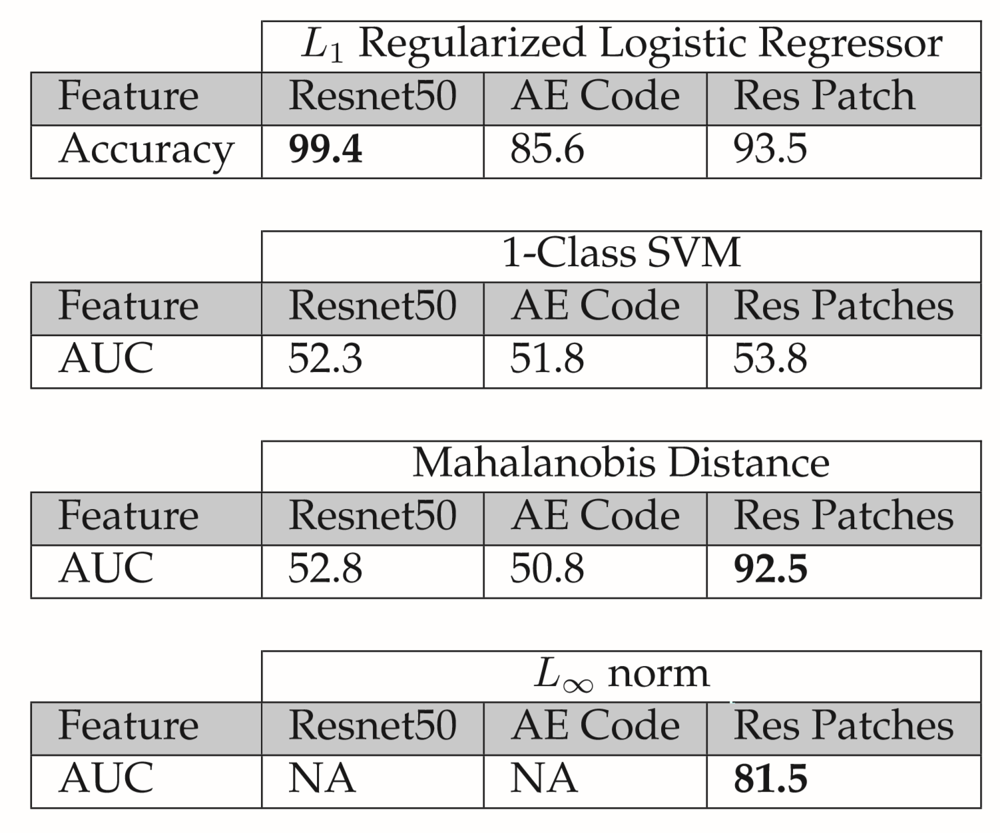 L₁ Regularized Logistic Regressor
Feature Resnet50 AE Code Res Patch
Accuracy 99.4 85.6 93.5
1-Class SVM
Feature Resnet50 AE Code Res Patches
AUC 52.3 51.8 53.8
Mahalanobis Distance
Feature Resnet50 AE Code Res Patches
AUC 52.8 50.8 92.5
L∞ norm
Feature Resnet50 AE Code Res Patches
AUC NA NA 81.5